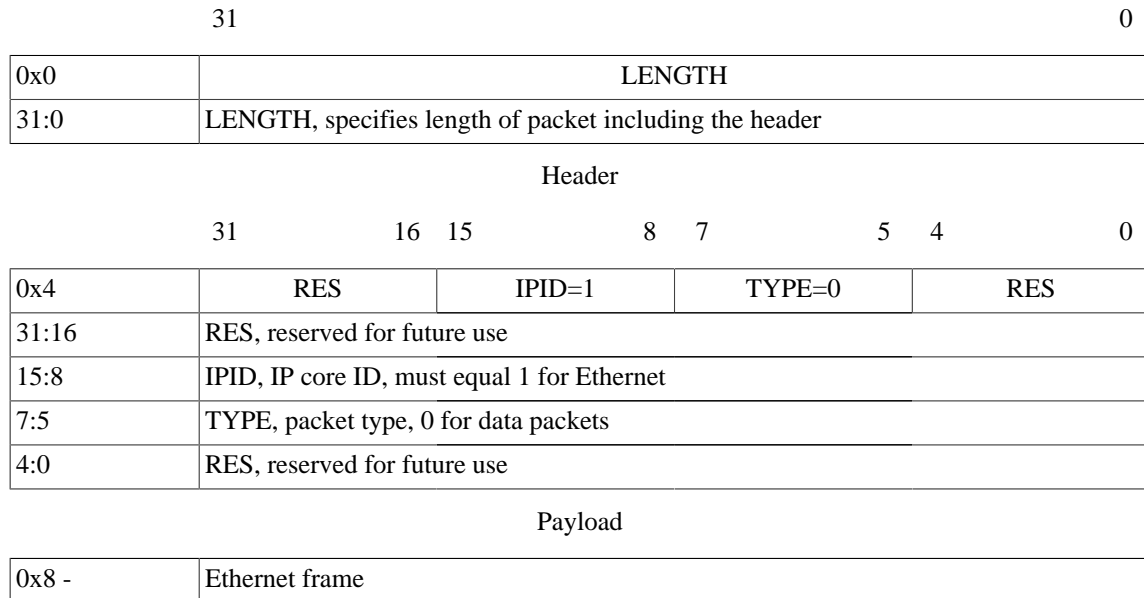 31 0
0x0 LENGTH
31:0 LENGTH, specifies length of packet including the header
Header
31 16 15 8 7 5 4 0
0x4 RES IPID=1 TYPE=0 RES
31:16 RES, reserved for future use
15:8 IPID, IP core ID, must equal 1 for Ethernet
7:5 TYPE, packet type, 0 for data packets
4:0 RES, reserved for future use
Payload
0x8 - Ethernet frame